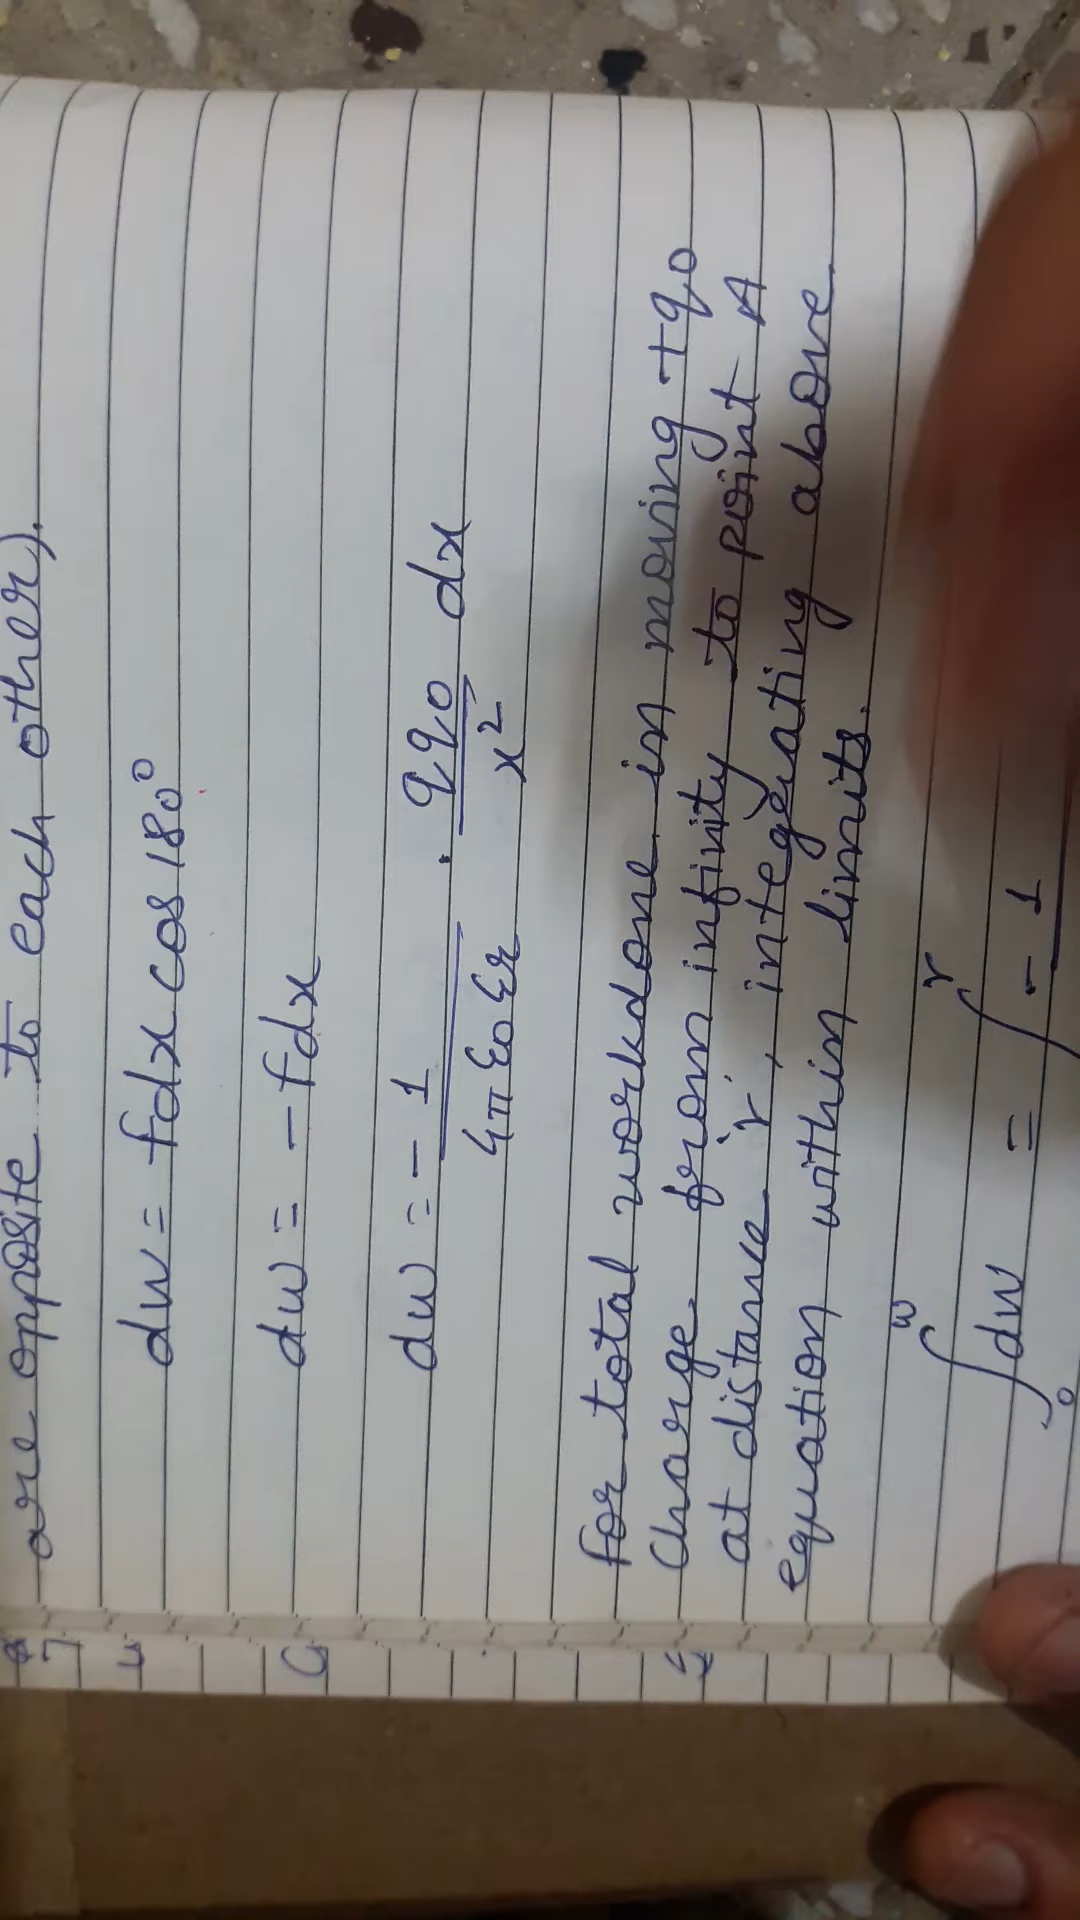 are opposite to each other).
dw = fdx cos 180°
dw = - fdx
dw = - 1/4π ε0 εr . qq0/x² dx
for total workdone in moving +q0
charge from infinity to point A
at distance 'r', integerating above
equation within limits.
∫₀ʷ dw = ∫ʳ - 1